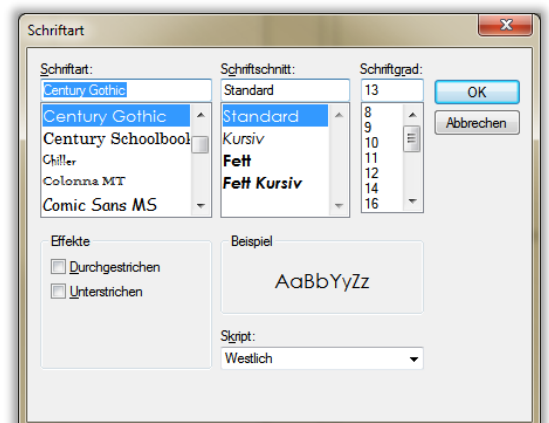 Schriftart
Schriftart:
Century Gothic
Century Gothic
Century Schoolbook
Chiller
Colonna MT
Comic Sans MS
Schriftschnitt:
Standard
Standard
Kursiv
Fett
Fett Kursiv
Schriftgrad:
13
8
9
10
11
12
14
16
OK
Abbrechen
Effekte
Durchgestrichen
Unterstrichen
Beispiel
AaBbYyZz
Skript:
Westlich